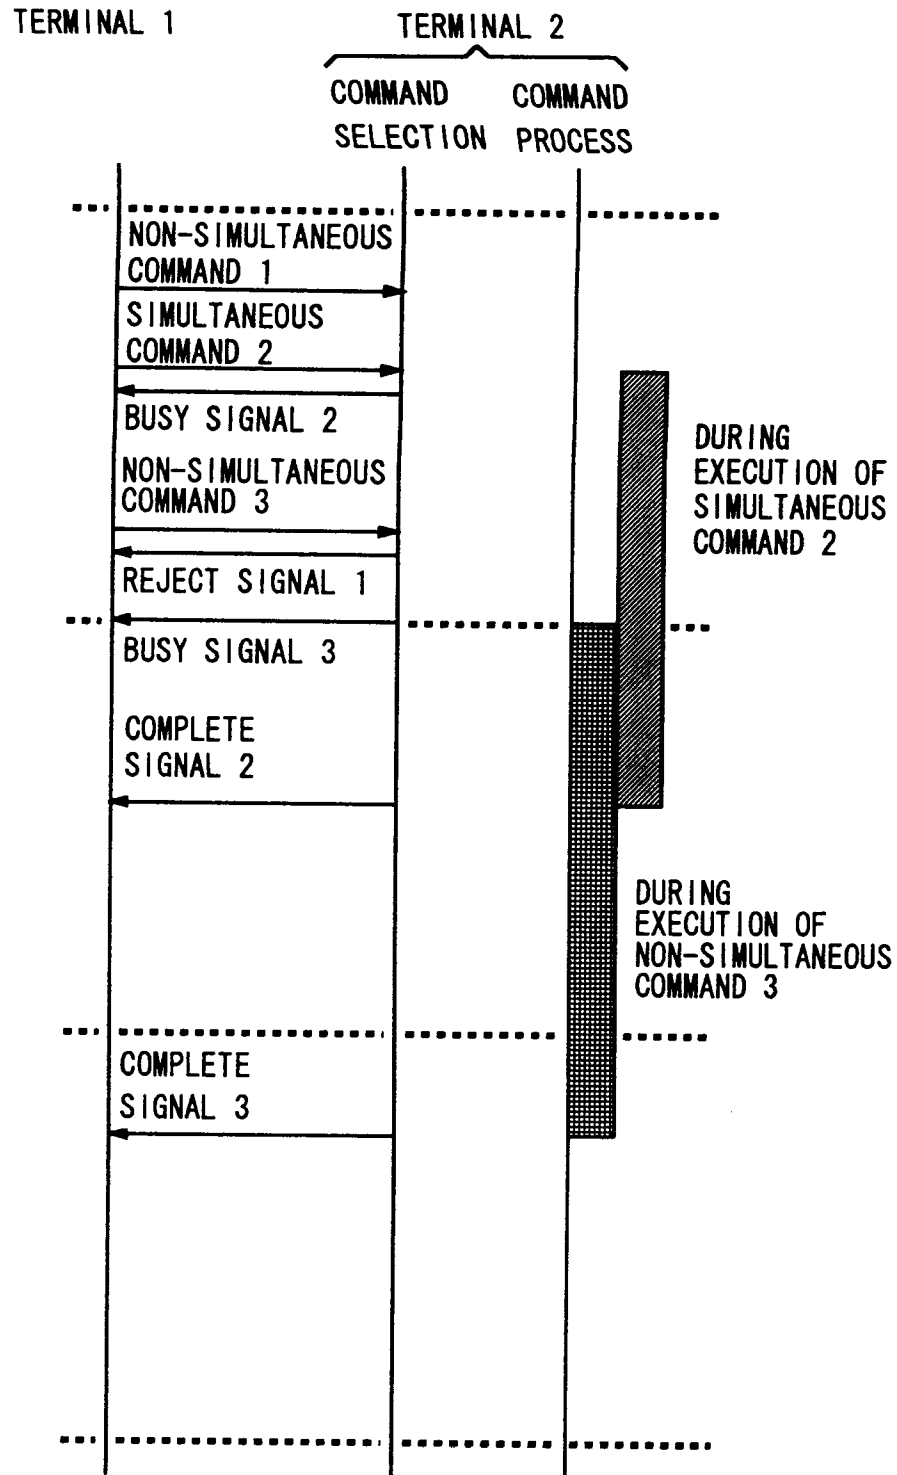 TERMINAL 1
TERMINAL 2
COMMAND
SELECTION
COMMAND
PROCESS
NON-SIMULTANEOUS
COMMAND 1
SIMULTANEOUS
COMMAND 2
BUSY SIGNAL 2
NON-SIMULTANEOUS
COMMAND 3
REJECT SIGNAL 1
BUSY SIGNAL 3
COMPLETE
SIGNAL 2
DURING
EXECUTION OF
SIMULTANEOUS
COMMAND 2
DURING
EXECUTION OF
NON-SIMULTANEOUS
COMMAND 3
COMPLETE
SIGNAL 3